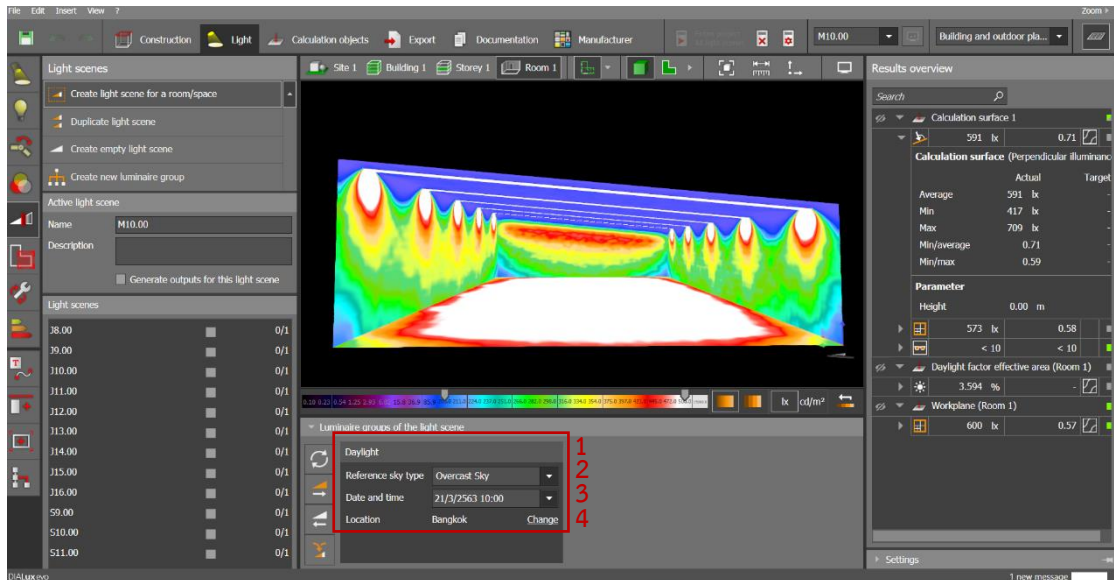 File Edit Insert View ? Zoom
Construction Light Calculation objects Export Documentation Manufacturer M10.00 Building and outdoor pla...
Light scenes
Create light scene for a room/space
Duplicate light scene
Create empty light scene
Create new luminaire group
Active light scene
Name M10.00
Description
Generate outputs for this light scene
Light scenes
J8.00 0/1
J9.00 0/1
J10.00 0/1
J11.00 0/1
J12.00 0/1
J13.00 0/1
J14.00 0/1
J15.00 0/1
J16.00 0/1
S9.00 0/1
S10.00 0/1
S11.00 0/1
Site 1 Building 1 Storey 1 Room 1
lx cd/m²
Luminaire groups of the light scene
Daylight 1
Reference sky type Overcast Sky 2
Date and time 21/3/2563 10:00 3
Location Bangkok Change 4
Results overview
Search
Calculation surface 1
591 lx 0.71
Calculation surface (Perpendicular illuminanc
Actual Target
Average 591 lx
Min 417 lx
Max 709 lx
Min/average 0.71
Min/max 0.59
Parameter
Height 0.00 m
573 lx 0.58
< 10 < 10
Daylight factor effective area (Room 1)
3.594 % -
Workplane (Room 1)
600 lx 0.57
Settings
DIALux evo 1 new message